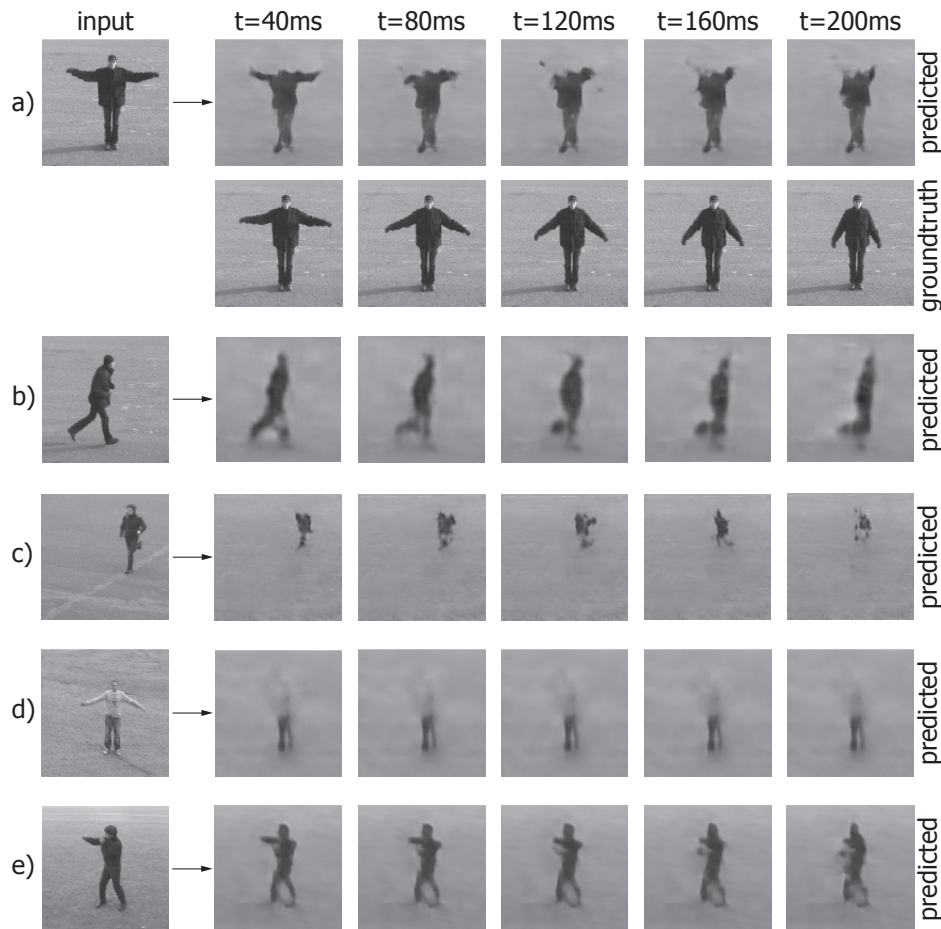 input t=40ms t=80ms t=120ms t=160ms t=200ms
a) predicted
groundtruth
b) predicted
c) predicted
d) predicted
e) predicted